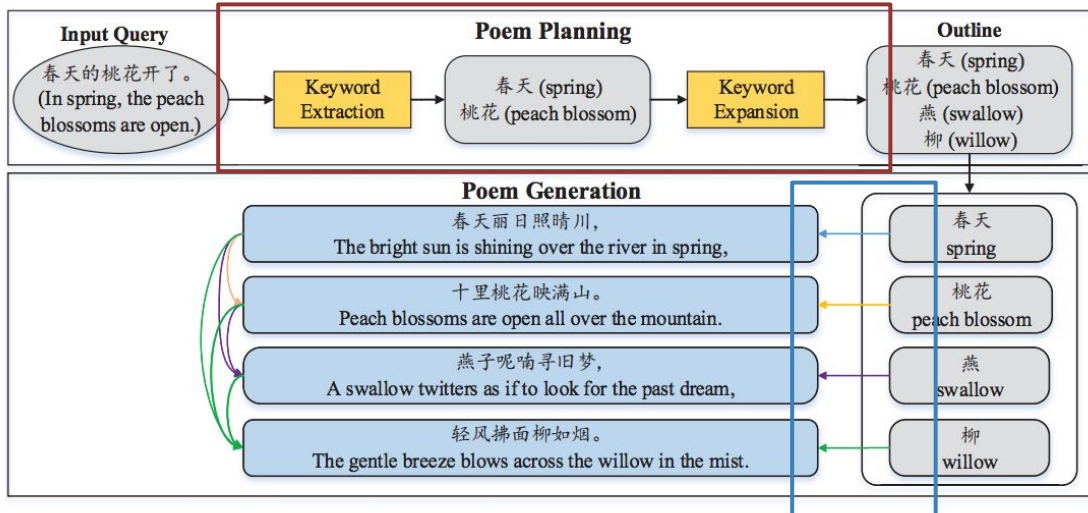 Input Query
春天的桃花开了。
(In spring, the peach
blossoms are open.)
Poem Planning
Keyword
Extraction
春天 (spring)
桃花 (peach blossom)
Keyword
Expansion
Outline
春天 (spring)
桃花 (peach blossom)
燕 (swallow)
柳 (willow)
Poem Generation
春天丽日照晴川，
The bright sun is shining over the river in spring,
十里桃花映满山。
Peach blossoms are open all over the mountain.
燕子呢喃寻旧梦，
A swallow twitters as if to look for the past dream,
轻风拂面柳如烟。
The gentle breeze blows across the willow in the mist.
春天
spring
桃花
peach blossom
燕
swallow
柳
willow